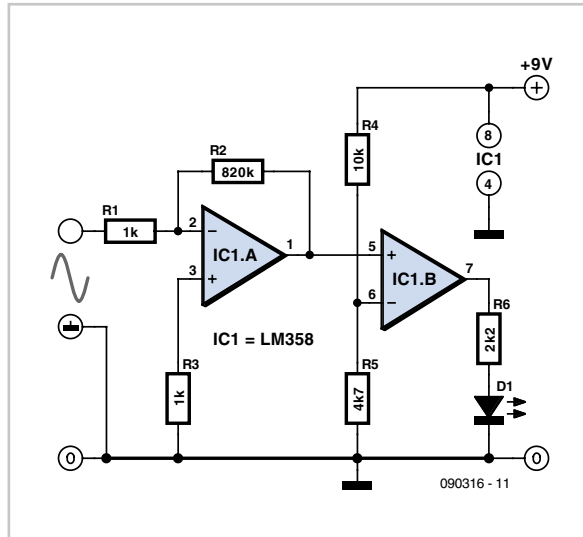 +9V
R4
10k
8
IC1
4
R2
820k
R1
1k
2
−
IC1.A
1
3
+
5
+
IC1.B
7
6
−
R6
2k2
IC1 = LM358
R3
1k
R5
4k7
D1
0
0
090316 - 11